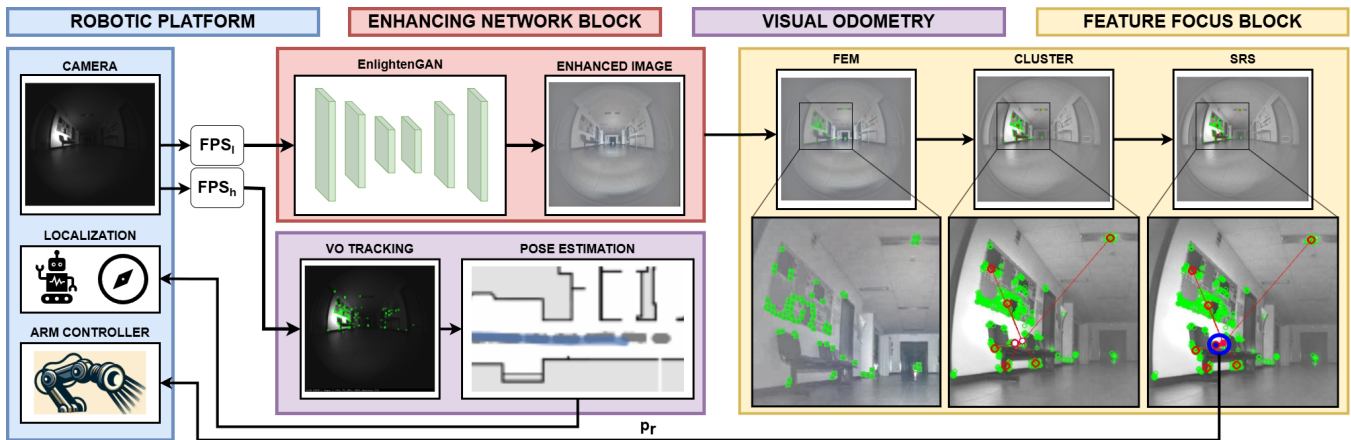 ROBOTIC PLATFORM
ENHANCING NETWORK BLOCK
VISUAL ODOMETRY
FEATURE FOCUS BLOCK
CAMERA
FPSl
FPSh
LOCALIZATION
ARM CONTROLLER
EnlightenGAN
ENHANCED IMAGE
VO TRACKING
POSE ESTIMATION
FEM
CLUSTER
SRS
pr